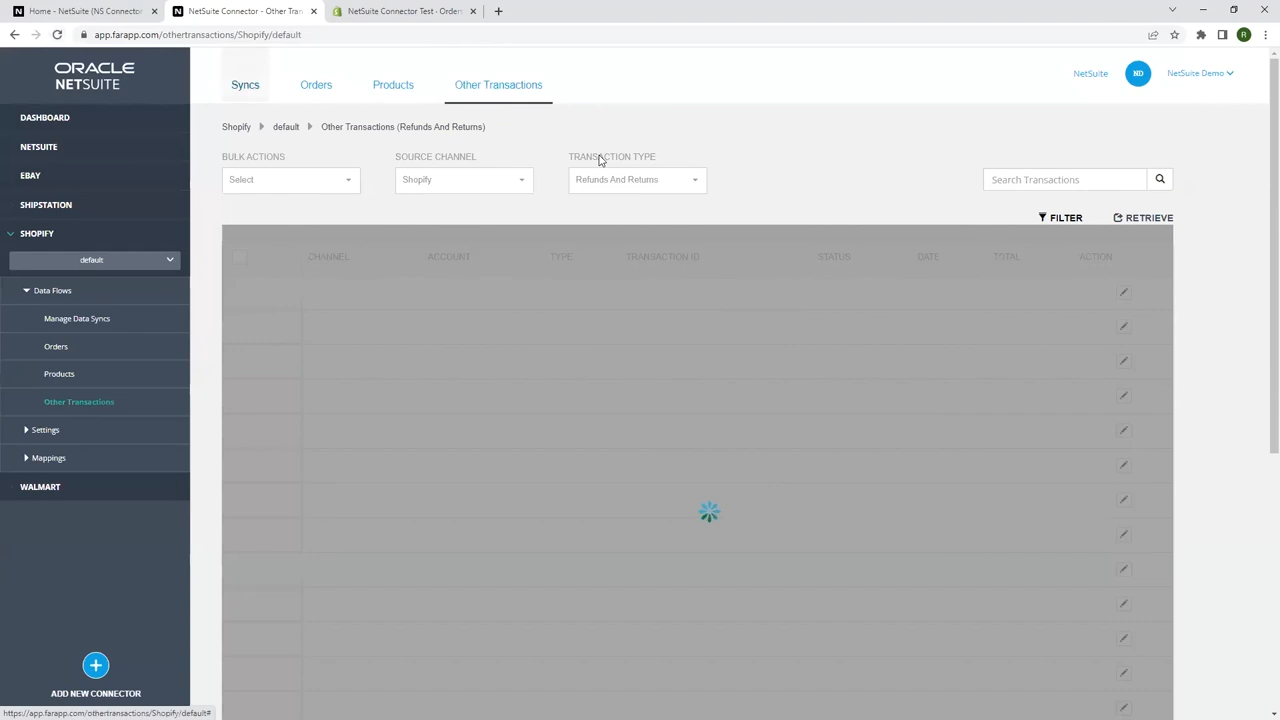 Home - NetSuite (NS Connector
NetSuite Connector - Other Tran
NetSuite Connector Test - Orders
app.farapp.com/othertransactions/Shopify/default
R
ORACLE
NETSUITE
DASHBOARD
NETSUITE
EBAY
SHIPSTATION
SHOPIFY
default
Data Flows
Manage Data Syncs
Orders
Products
Other Transactions
Settings
Mappings
WALMART
ADD NEW CONNECTOR
https://app.farapp.com/othertransactions/Shopify/default#
Syncs
Orders
Products
Other Transactions
NetSuite
ND
NetSuite Demo
Shopify
default
Other Transactions (Refunds And Returns)
BULK ACTIONS
SOURCE CHANNEL
TRANSACTION TYPE
Select
Shopify
Refunds And Returns
Search Transactions
FILTER
RETRIEVE
CHANNEL
ACCOUNT
TYPE
TRANSACTION ID
STATUS
DATE
TOTAL
ACTION